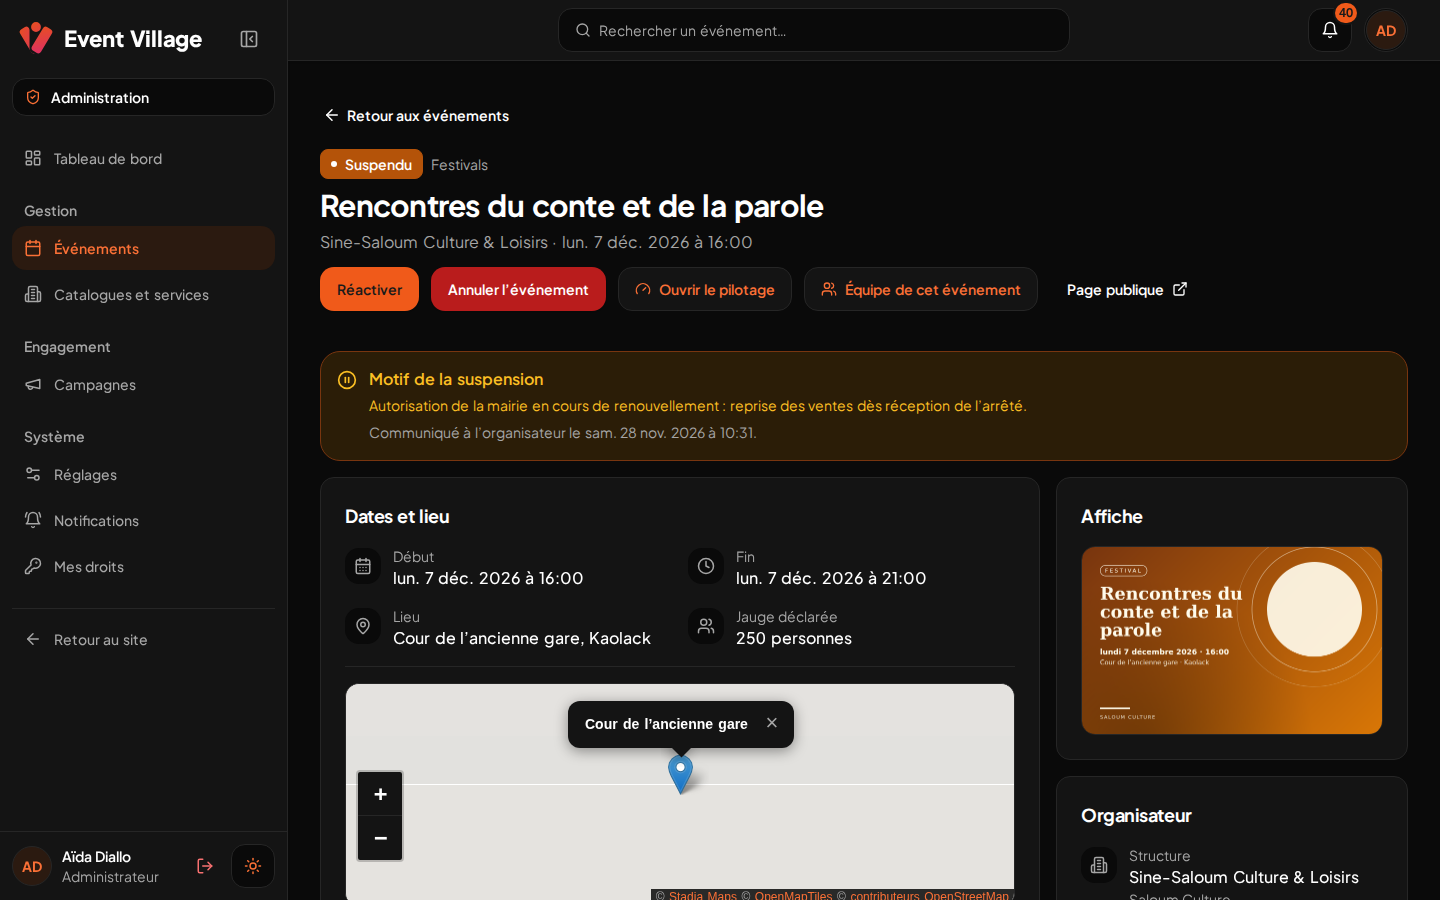 Event Village
Rechercher un événement...
40
AD
Administration
Tableau de bord
Gestion
Événements
Catalogues et services
Engagement
Campagnes
Système
Réglages
Notifications
Mes droits
Retour au site
AD
Aïda Diallo
Administrateur
Retour aux événements
Suspendu
Festivals
Rencontres du conte et de la parole
Sine-Saloum Culture & Loisirs · lun. 7 déc. 2026 à 16:00
Réactiver
Annuler l'événement
Ouvrir le pilotage
Équipe de cet événement
Page publique
Motif de la suspension
Autorisation de la mairie en cours de renouvellement : reprise des ventes dès réception de l'arrêté.
Communiqué à l'organisateur le sam. 28 nov. 2026 à 10:31.
Dates et lieu
Début
lun. 7 déc. 2026 à 16:00
Fin
lun. 7 déc. 2026 à 21:00
Lieu
Cour de l'ancienne gare, Kaolack
Jauge déclarée
250 personnes
Cour de l'ancienne gare
+
−
© Stadia Maps © OpenMapTiles © contributeurs OpenStreetMap
Affiche
FESTIVAL
Rencontres du
conte et de la
parole
lundi 7 décembre 2026 · 16:00
Cour de l'ancienne gare · Kaolack
SALOUM CULTURE
Organisateur
Structure
Sine-Saloum Culture & Loisirs
Saloum Culture